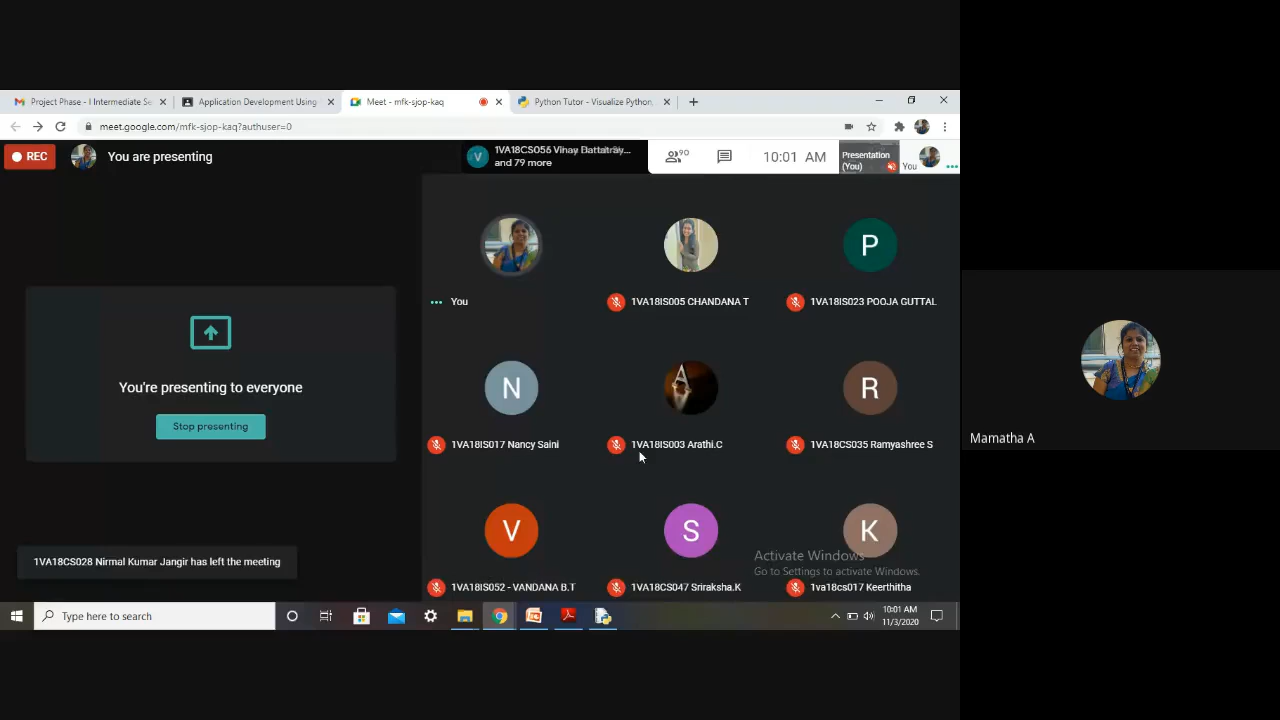 Project Phase - I Intermediate Se
Application Development Using
Meet - mfk-sjop-kaq
Python Tutor - Visualize Python,
meet.google.com/mfk-sjop-kaq?authuser=0
REC
You are presenting
V
1VA18CS056 Vinay Dattatray...
and 79 more
90
10:01 AM
Presentation
(You)
You
P
You
1VA18IS005 CHANDANA T
1VA18IS023 POOJA GUTTAL
You're presenting to everyone
Stop presenting
N
A
R
1VA18IS017 Nancy Saini
1VA18IS003 Arathi.C
1VA18CS035 Ramyashree S
Mamatha A
V
S
K
Activate Windows
Go to Settings to activate Windows.
1VA18CS028 Nirmal Kumar Jangir has left the meeting
1VA18IS052 - VANDANA B.T
1VA18CS047 Sriraksha.K
1va18cs017 Keerthitha
Type here to search
10:01 AM
11/3/2020